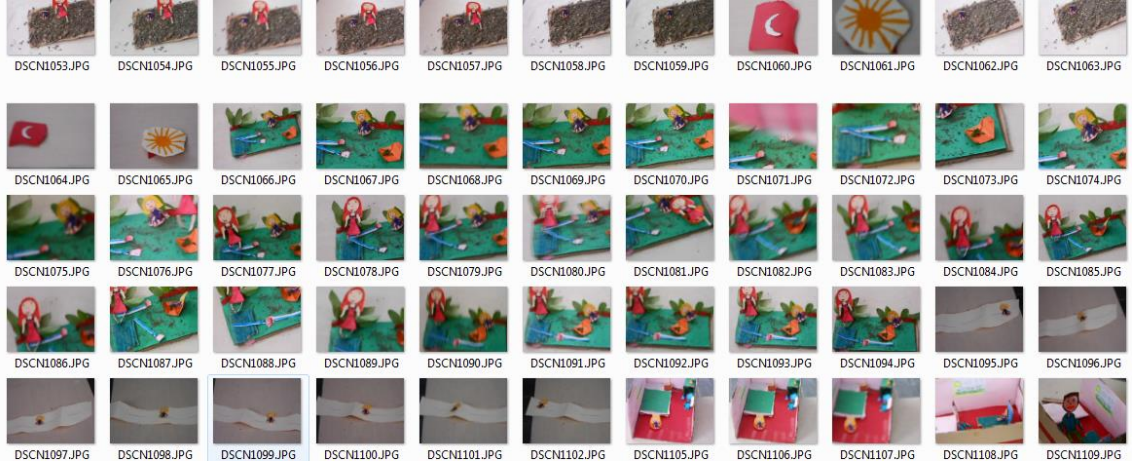 DSCN1053.JPG DSCN1054.JPG DSCN1055.JPG DSCN1056.JPG DSCN1057.JPG DSCN1058.JPG DSCN1059.JPG DSCN1060.JPG DSCN1061.JPG DSCN1062.JPG DSCN1063.JPG
DSCN1064.JPG DSCN1065.JPG DSCN1066.JPG DSCN1067.JPG DSCN1068.JPG DSCN1069.JPG DSCN1070.JPG DSCN1071.JPG DSCN1072.JPG DSCN1073.JPG DSCN1074.JPG
DSCN1075.JPG DSCN1076.JPG DSCN1077.JPG DSCN1078.JPG DSCN1079.JPG DSCN1080.JPG DSCN1081.JPG DSCN1082.JPG DSCN1083.JPG DSCN1084.JPG DSCN1085.JPG
DSCN1086.JPG DSCN1087.JPG DSCN1088.JPG DSCN1089.JPG DSCN1090.JPG DSCN1091.JPG DSCN1092.JPG DSCN1093.JPG DSCN1094.JPG DSCN1095.JPG DSCN1096.JPG
DSCN1097.JPG DSCN1098.JPG DSCN1099.JPG DSCN1100.JPG DSCN1101.JPG DSCN1102.JPG DSCN1105.JPG DSCN1106.JPG DSCN1107.JPG DSCN1108.JPG DSCN1109.JPG